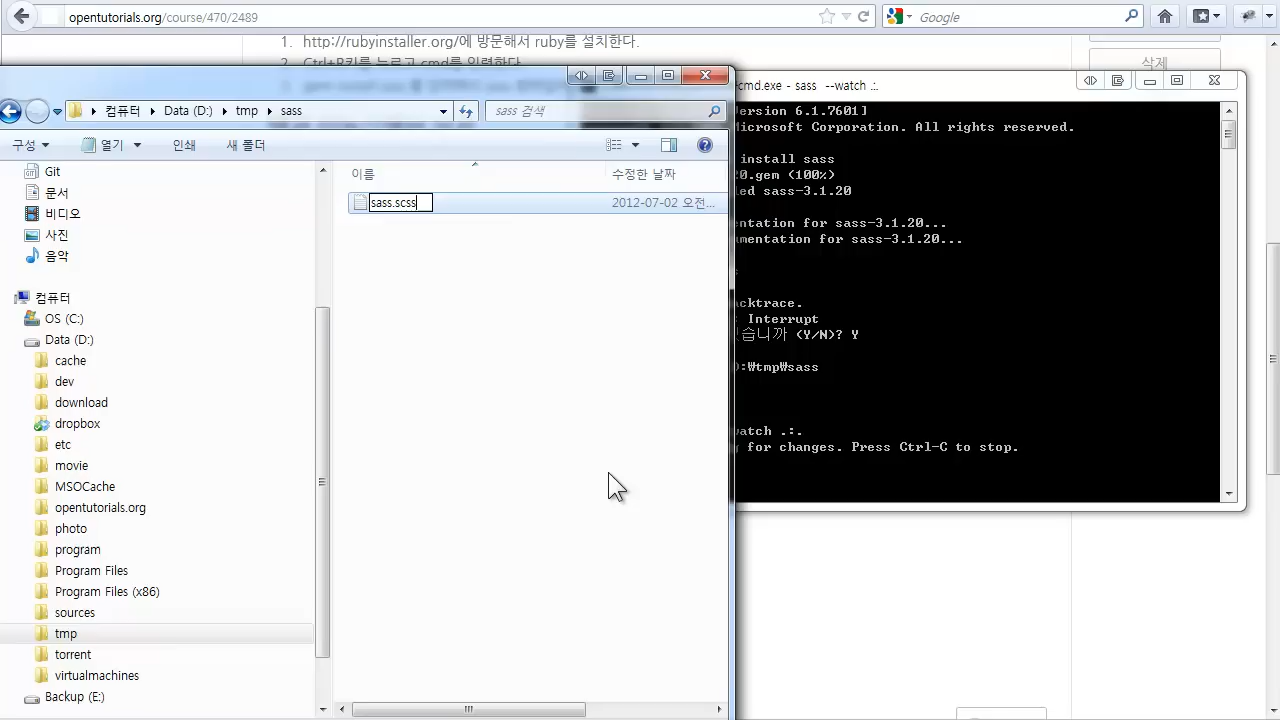 opentutorials.org/course/470/2489
Google
1. http://rubyinstaller.org/에 방문해서 ruby를 설치한다.
2. Ctrl+R키를 누르고 cmd를 입력한다
삭제
컴퓨터 Data (D:) tmp sass
sass 검색
구성 열기 인쇄 새 폴더
이름 수정한 날짜
sass.scss 2012-07-02 오전...
Git
문서
비디오
사진
음악
컴퓨터
OS (C:)
Data (D:)
cache
dev
download
dropbox
etc
movie
MSOCache
opentutorials.org
photo
program
Program Files
Program Files (x86)
sources
tmp
torrent
virtualmachines
Backup (E:)
cmd.exe - sass --watch .:.
ersion 6.1.7601]
icrosoft Corporation. All rights reserved.
install sass
20.gem (100%)
led sass-3.1.20
entation for sass-3.1.20...
umentation for sass-3.1.20...
cktrace.
: Interrupt
습니까 (Y/N)? Y
:₩tmp₩sass
watch .:.
for changes. Press Ctrl-C to stop.